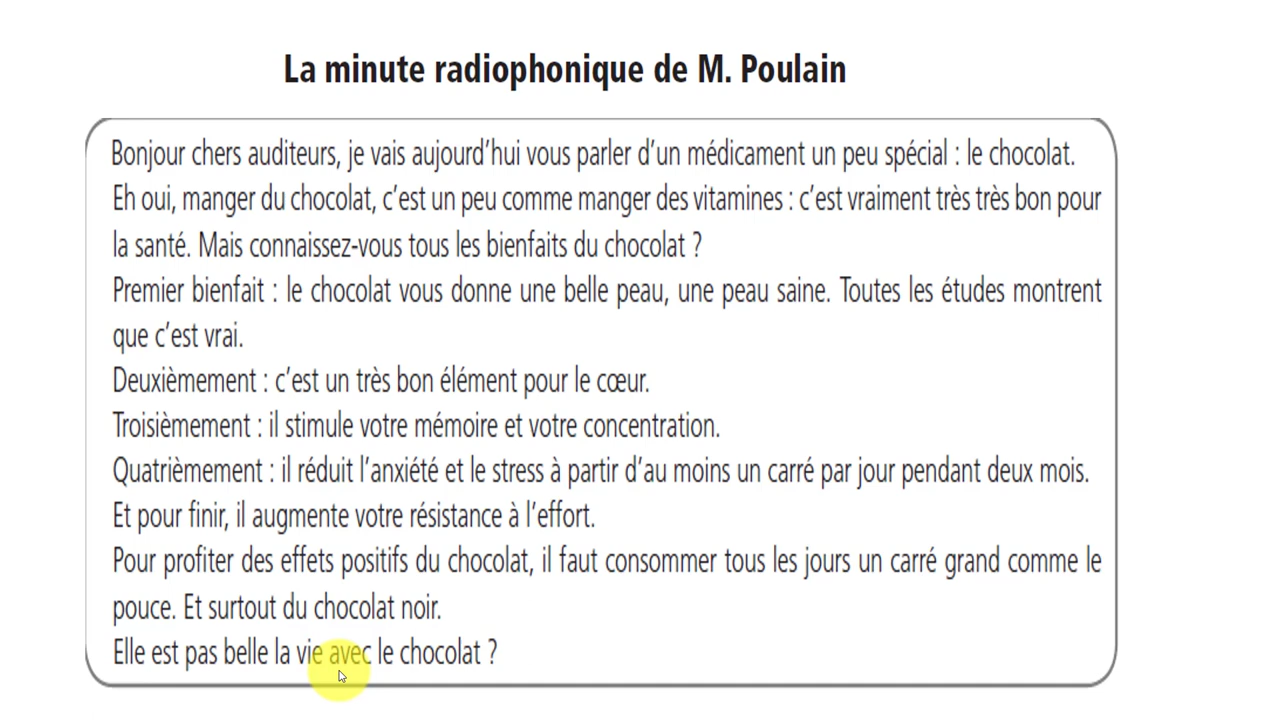 La minute radiophonique de M. Poulain
Bonjour chers auditeurs, je vais aujourd’hui vous parler d’un médicament un peu spécial : le chocolat.
Eh oui, manger du chocolat, c’est un peu comme manger des vitamines : c’est vraiment très très bon pour
la santé. Mais connaissez-vous tous les bienfaits du chocolat ?
Premier bienfait : le chocolat vous donne une belle peau, une peau saine. Toutes les études montrent
que c’est vrai.
Deuxièmement : c’est un très bon élément pour le cœur.
Troisièmement : il stimule votre mémoire et votre concentration.
Quatrièmement : il réduit l’anxiété et le stress à partir d’au moins un carré par jour pendant deux mois.
Et pour finir, il augmente votre résistance à l’effort.
Pour profiter des effets positifs du chocolat, il faut consommer tous les jours un carré grand comme le
pouce. Et surtout du chocolat noir.
Elle est pas belle la vie avec le chocolat ?